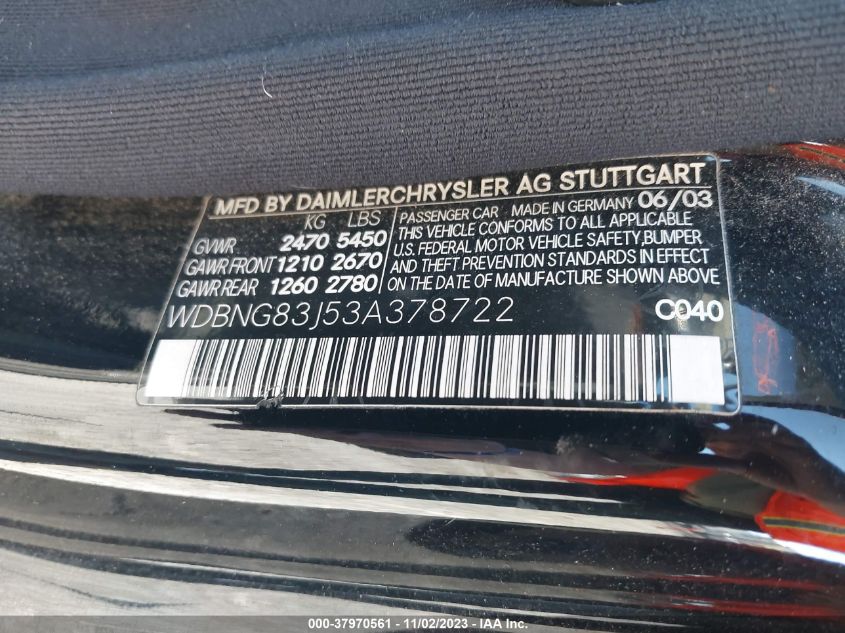 MFD BY DAIMLERCHRYSLER AG STUTTGART
KG LBS
GVWR 2470 5450
GAWR FRONT 1210 2670
GAWR REAR 1260 2780
PASSENGER CAR MADE IN GERMANY 06/03
THIS VEHICLE CONFORMS TO ALL APPLICABLE
U.S. FEDERAL MOTOR VEHICLE SAFETY,BUMPER
AND THEFT PREVENTION STANDARDS IN EFFECT
ON THE DATE OF MANUFACTURE SHOWN ABOVE
WDBNG83J53A378722 C040
000-37970561 - 11/02/2023 - IAA Inc.